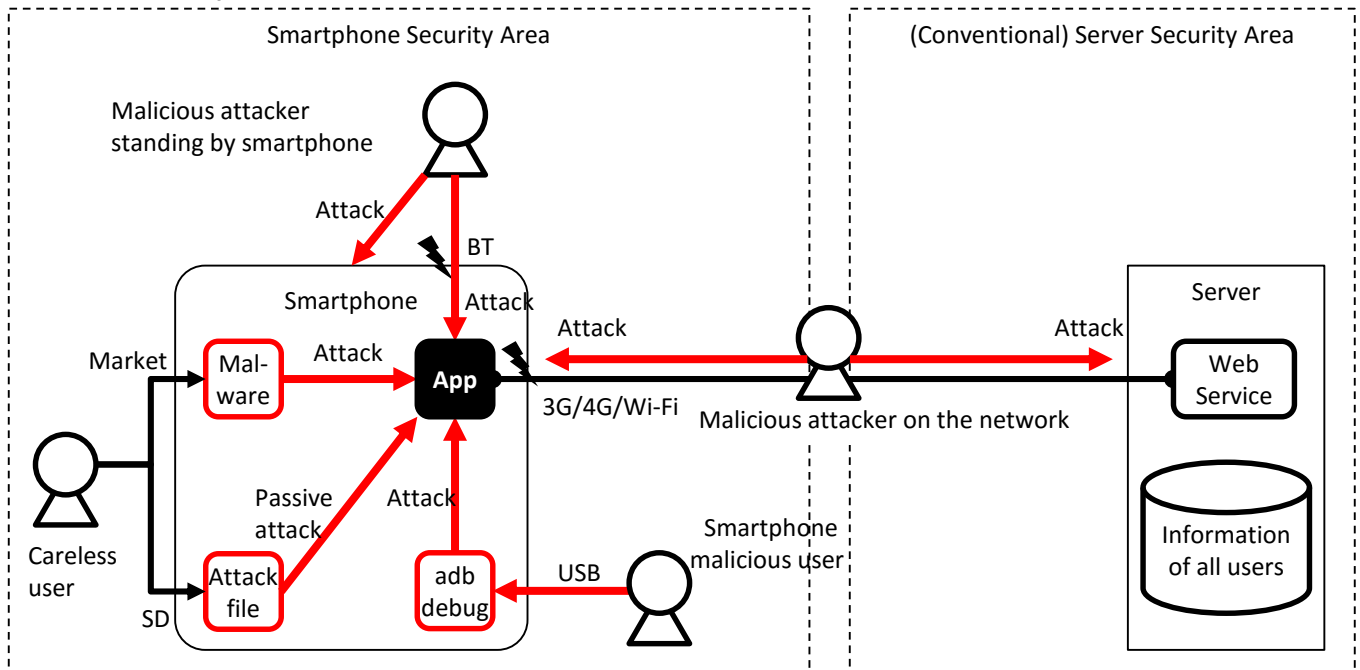 Smartphone Security Area
(Conventional) Server Security Area
Malicious attacker
standing by smartphone
Attack
BT
Smartphone
Attack
Server
Market
Mal-
ware
Attack
App
Attack
Attack
Web
Service
3G/4G/Wi-Fi
Malicious attacker on the network
Careless
user
Passive
attack
Attack
SD
Attack
file
adb
debug
USB
Smartphone
malicious user
Information
of all users